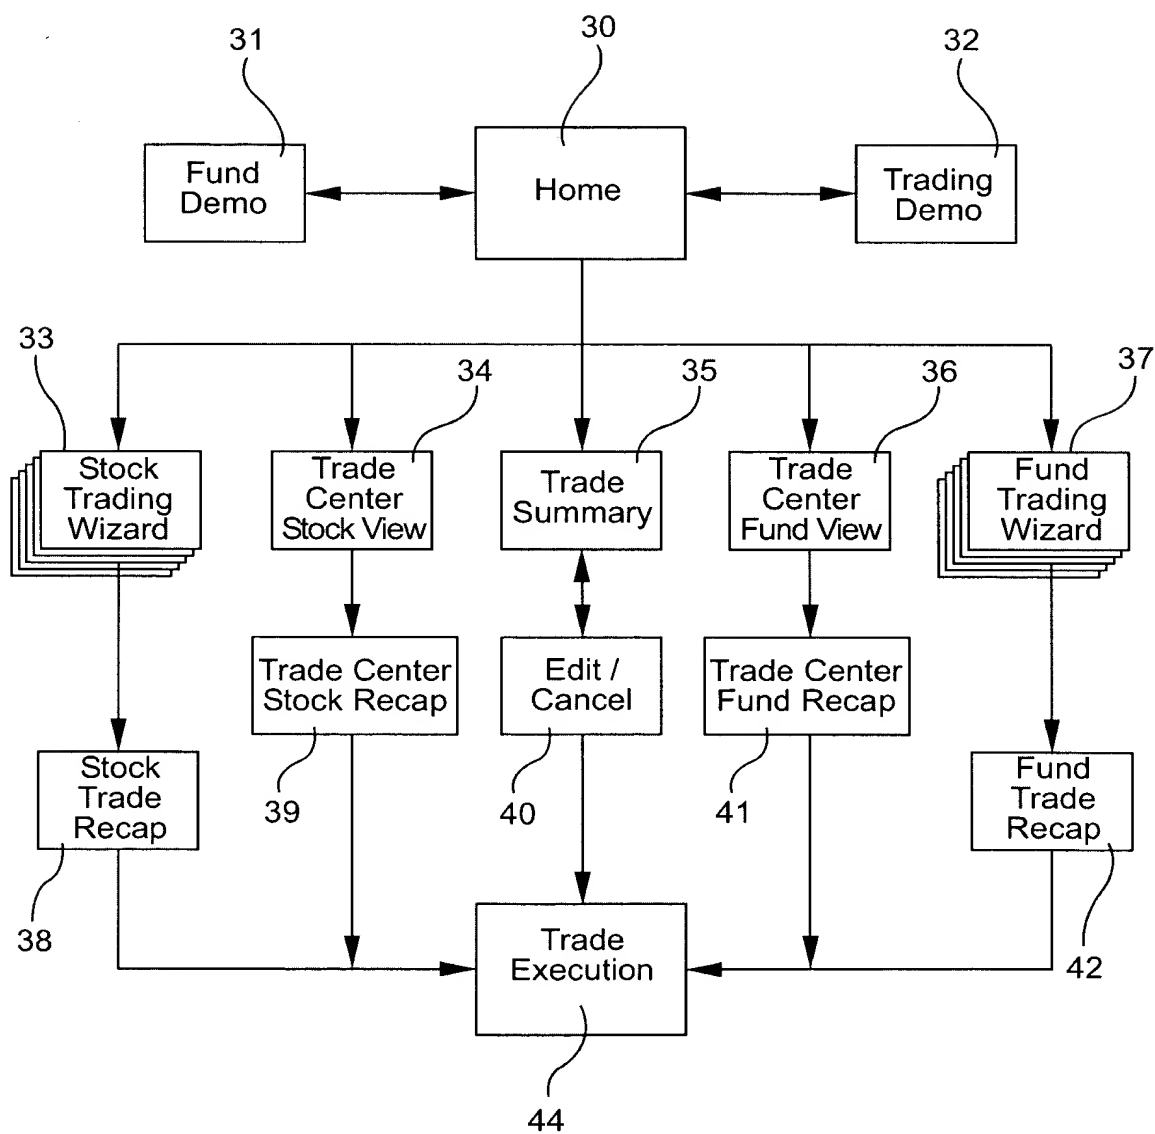 30
31
32
Fund
Demo
Home
Trading
Demo
33
34
35
36
37
Stock
Trading
Wizard
Trade
Center
Stock View
Trade
Summary
Trade
Center
Fund View
Fund
Trading
Wizard
Trade Center
Stock Recap
Edit /
Cancel
Trade Center
Fund Recap
Stock
Trade
Recap
39
40
41
Fund
Trade
Recap
38
Trade
Execution
42
44